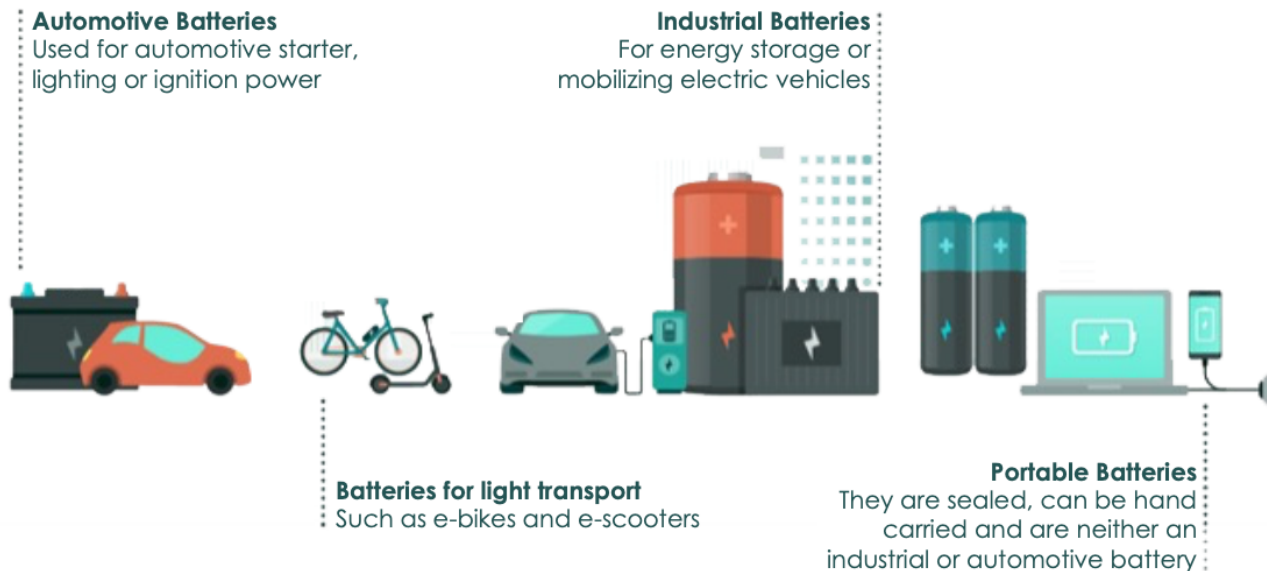 Automotive Batteries
Used for automotive starter,
lighting or ignition power
Industrial Batteries
For energy storage or
mobilizing electric vehicles
Batteries for light transport
Such as e-bikes and e-scooters
Portable Batteries
They are sealed, can be hand
carried and are neither an
industrial or automotive battery